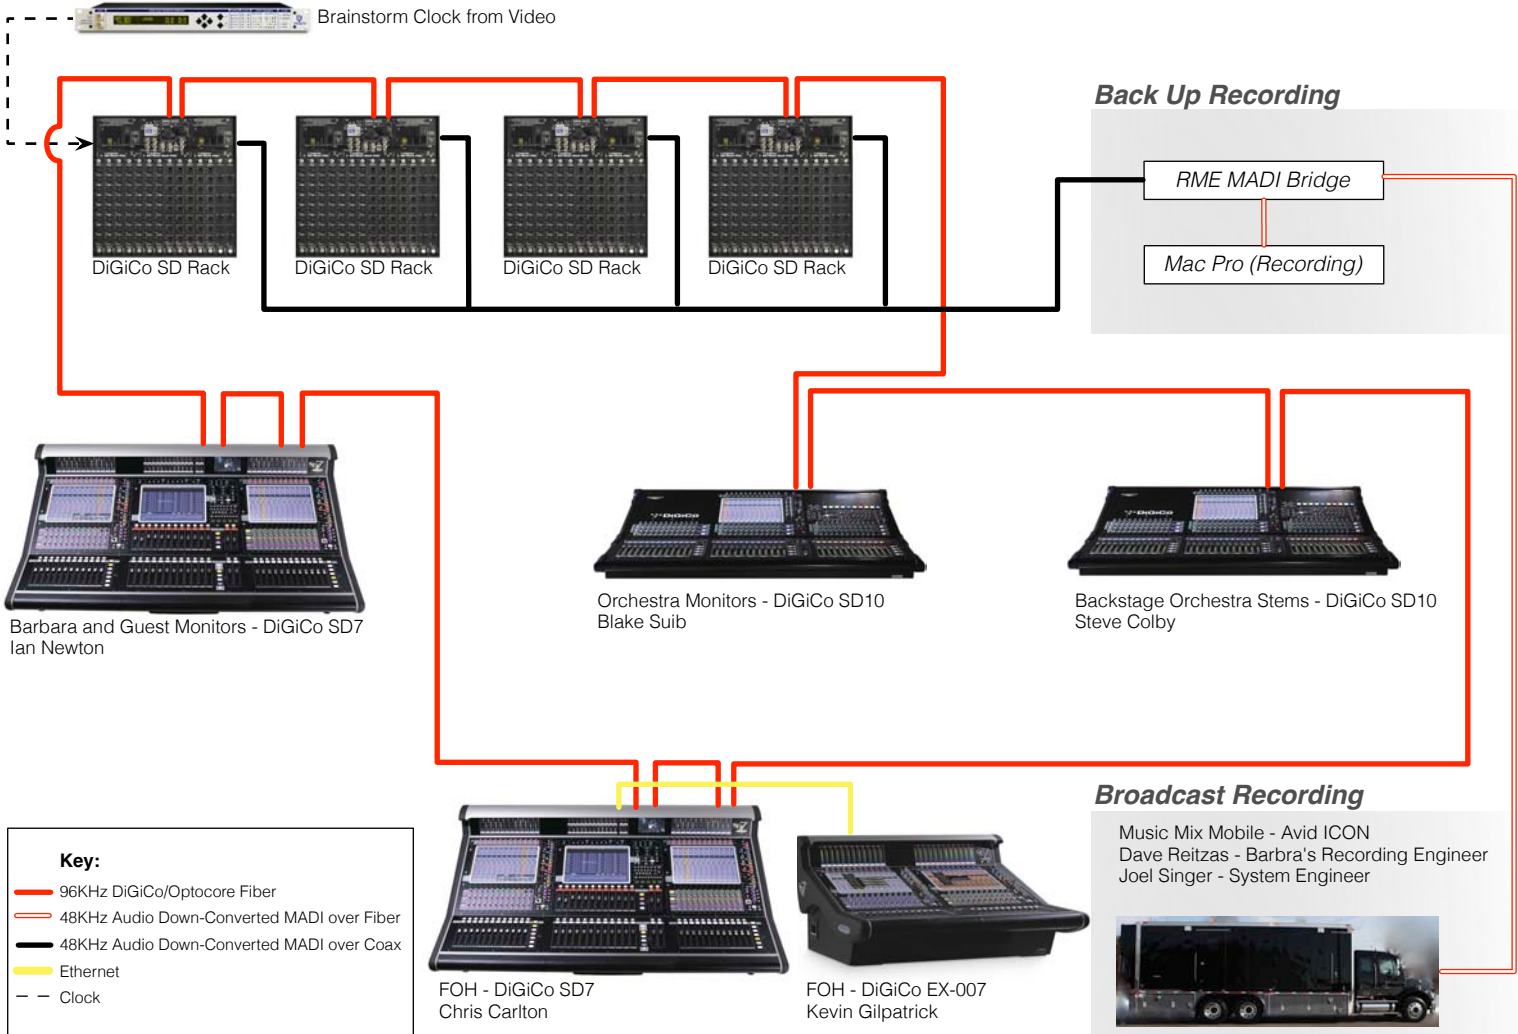 Brainstorm Clock from Video
Back Up Recording
RME MADI Bridge
Mac Pro (Recording)
DiGiCo SD Rack
DiGiCo SD Rack
DiGiCo SD Rack
DiGiCo SD Rack
DiGiCo
DiGiCo
Barbara and Guest Monitors - DiGiCo SD7
Ian Newton
Orchestra Monitors - DiGiCo SD10
Blake Suib
Backstage Orchestra Stems - DiGiCo SD10
Steve Colby
Broadcast Recording
Music Mix Mobile - Avid ICON
Dave Reitzas - Barbra's Recording Engineer
Joel Singer - System Engineer
Key:
96KHz DiGiCo/Optocore Fiber
48KHz Audio Down-Converted MADI over Fiber
48KHz Audio Down-Converted MADI over Coax
Ethernet
Clock
FOH - DiGiCo SD7
Chris Carlton
FOH - DiGiCo EX-007
Kevin Gilpatrick